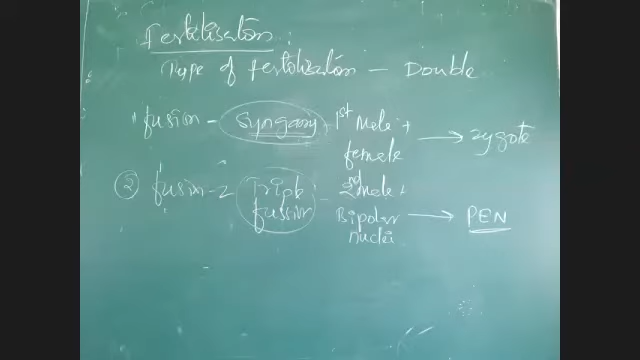 Fertilisation:
Type of fertilisation – Double
1 fusion – Syngamy – 1st Male + female → zygote
② fusion-2 Triple fussion – 2nd male + Bipolar nuclei → PEN